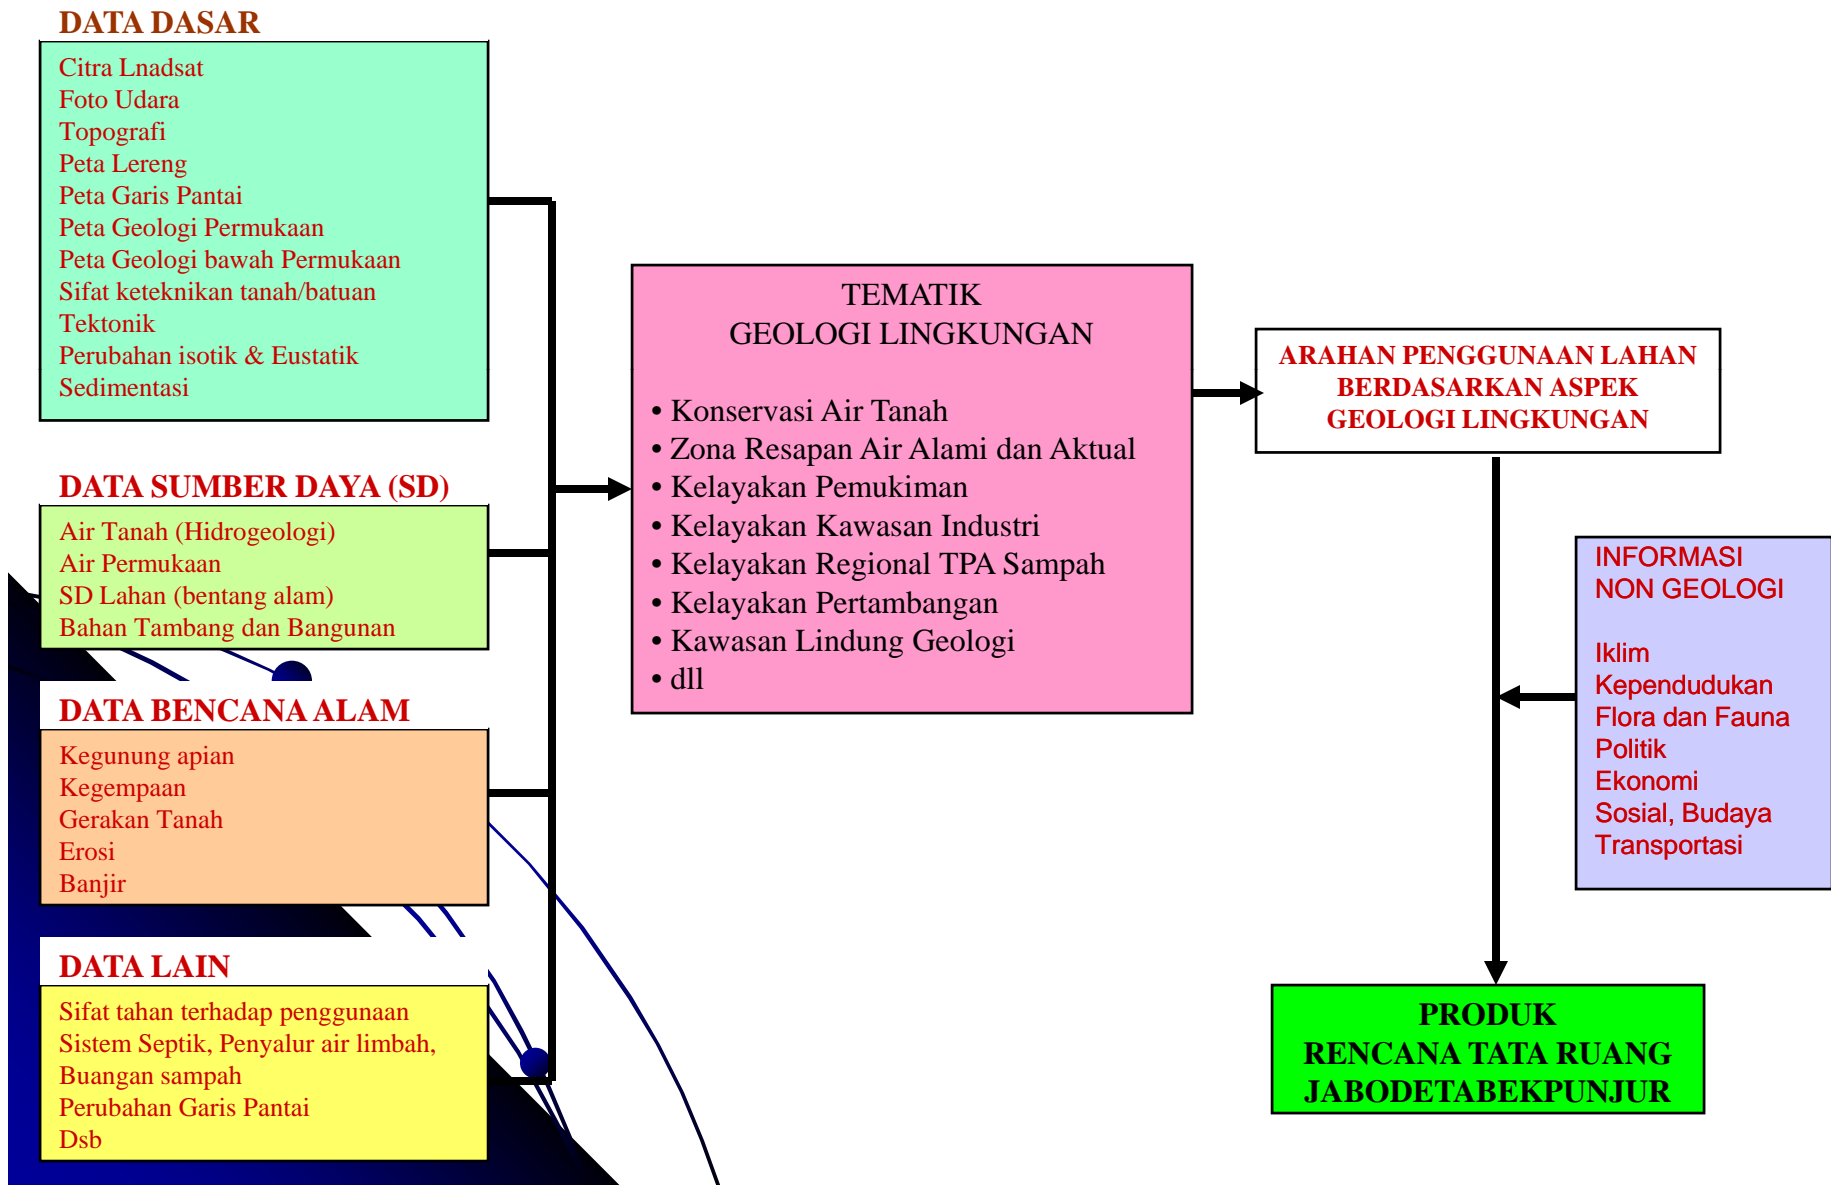 DATA DASAR
Citra Lnadsat
Foto Udara
Topografi
Peta Lereng
Peta Garis Pantai
Peta Geologi Permukaan
Peta Geologi bawah Permukaan
Sifat keteknikan tanah/batuan
Tektonik
Perubahan isotik & Eustatik
Sedimentasi
DATA SUMBER DAYA (SD)
Air Tanah (Hidrogeologi)
Air Permukaan
SD Lahan (bentang alam)
Bahan Tambang dan Bangunan
DATA BENCANA ALAM
Kegunung apian
Kegempaan
Gerakan Tanah
Erosi
Banjir
DATA LAIN
Sifat tahan terhadap penggunaan
Sistem Septik, Penyalur air limbah,
Buangan sampah
Perubahan Garis Pantai
Dsb
TEMATIK
GEOLOGI LINGKUNGAN
• Konservasi Air Tanah
• Zona Resapan Air Alami dan Aktual
• Kelayakan Pemukiman
• Kelayakan Kawasan Industri
• Kelayakan Regional TPA Sampah
• Kelayakan Pertambangan
• Kawasan Lindung Geologi
• dll
ARAHAN PENGGUNAAN LAHAN
BERDASARKAN ASPEK
GEOLOGI LINGKUNGAN
INFORMASI
NON GEOLOGI
Iklim
Kependudukan
Flora dan Fauna
Politik
Ekonomi
Sosial, Budaya
Transportasi
PRODUK
RENCANA TATA RUANG
JABODETABEKPUNJUR